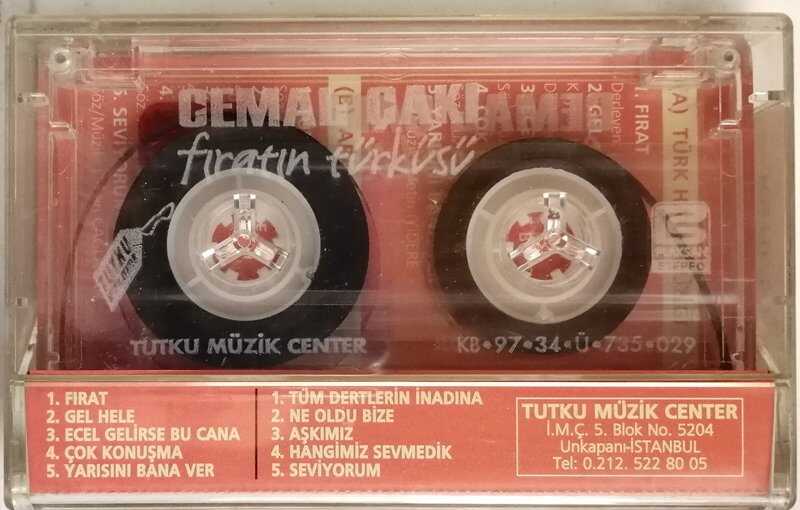 CEMAL
fıratın türküsü
TUTKU
STEREO
TUTKU MÜZİK CENTER
KB•97•34•Ü•735•029
(A) TÜRK H
1. FIRAT
Derleyen
2. GEL
1. FIRAT
2. GEL HELE
3. ECEL GELİRSE BU CANA
4. ÇOK KONUŞMA
5. YARISINI BANA VER
1. TÜM DERTLERİN İNADINA
2. NE OLDU BİZE
3. AŞKIMIZ
4. HANGİMİZ SEVMEDİK
5. SEVİYORUM
TUTKU MÜZİK CENTER
İ.M.Ç. 5. Blok No. 5204
Unkapanı-İSTANBUL
Tel: 0.212. 522 80 05